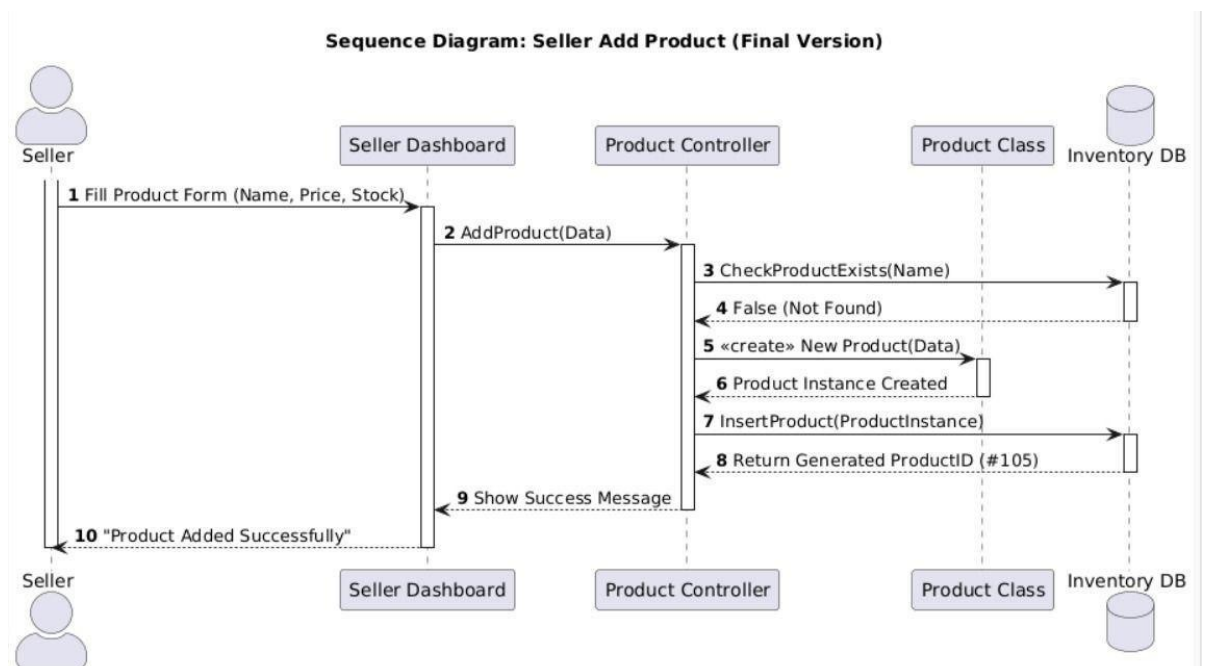 Sequence Diagram: Seller Add Product (Final Version)
Seller
Seller Dashboard
Product Controller
Product Class
Inventory DB
1 Fill Product Form (Name, Price, Stock)
2 AddProduct(Data)
3 CheckProductExists(Name)
4 False (Not Found)
5 «create» New Product(Data)
6 Product Instance Created
7 InsertProduct(ProductInstance)
8 Return Generated ProductID (#105)
9 Show Success Message
10 "Product Added Successfully"
Seller
Seller Dashboard
Product Controller
Product Class
Inventory DB